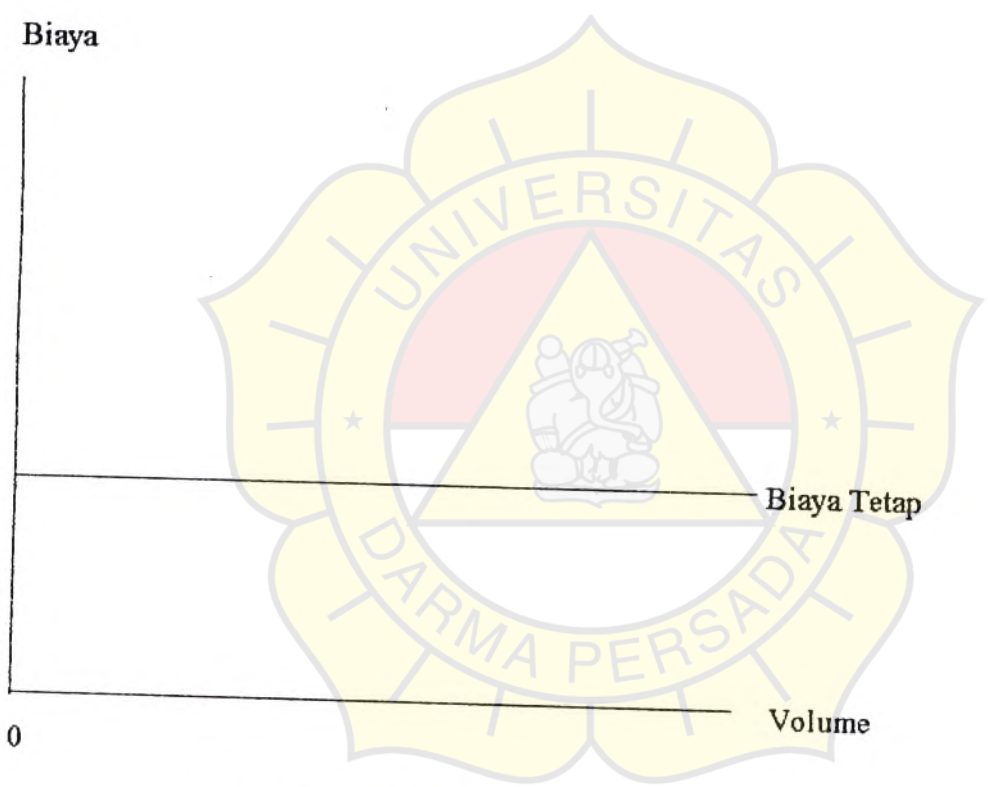 Biaya
UNIVERSITAS
Biaya Tetap
DARMA PERSADA
Volume
0